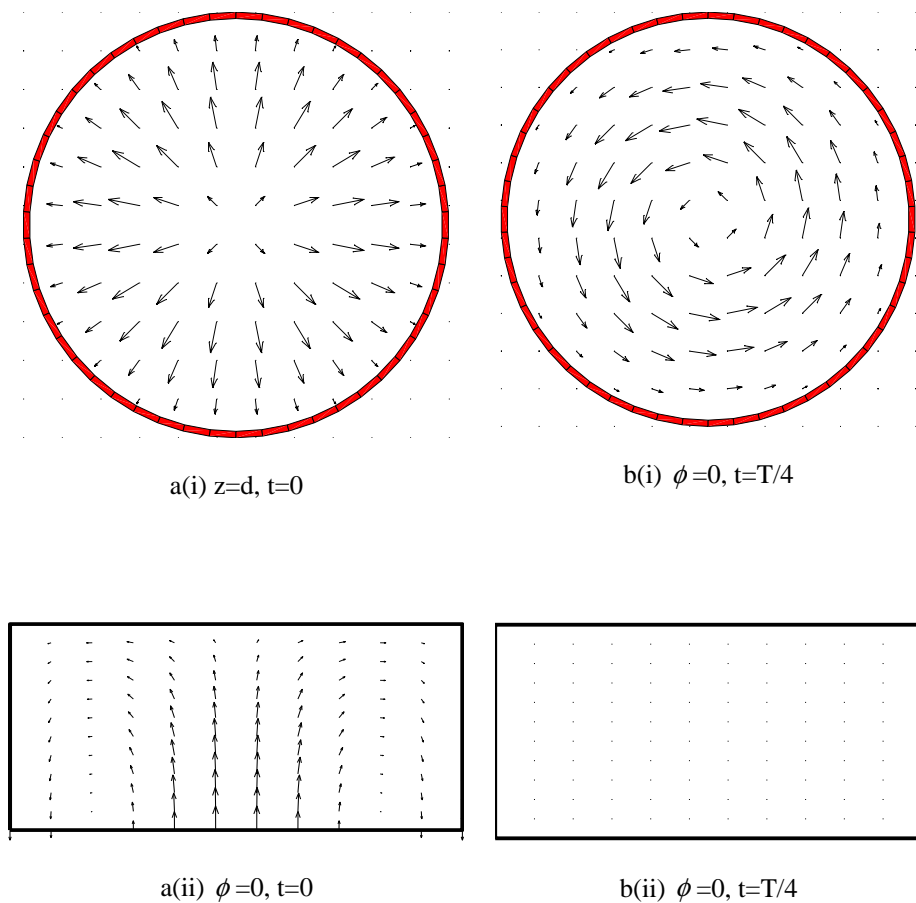 a(i) z=d, t=0
b(i) ϕ=0, t=T/4
a(ii) ϕ=0, t=0
b(ii) ϕ=0, t=T/4